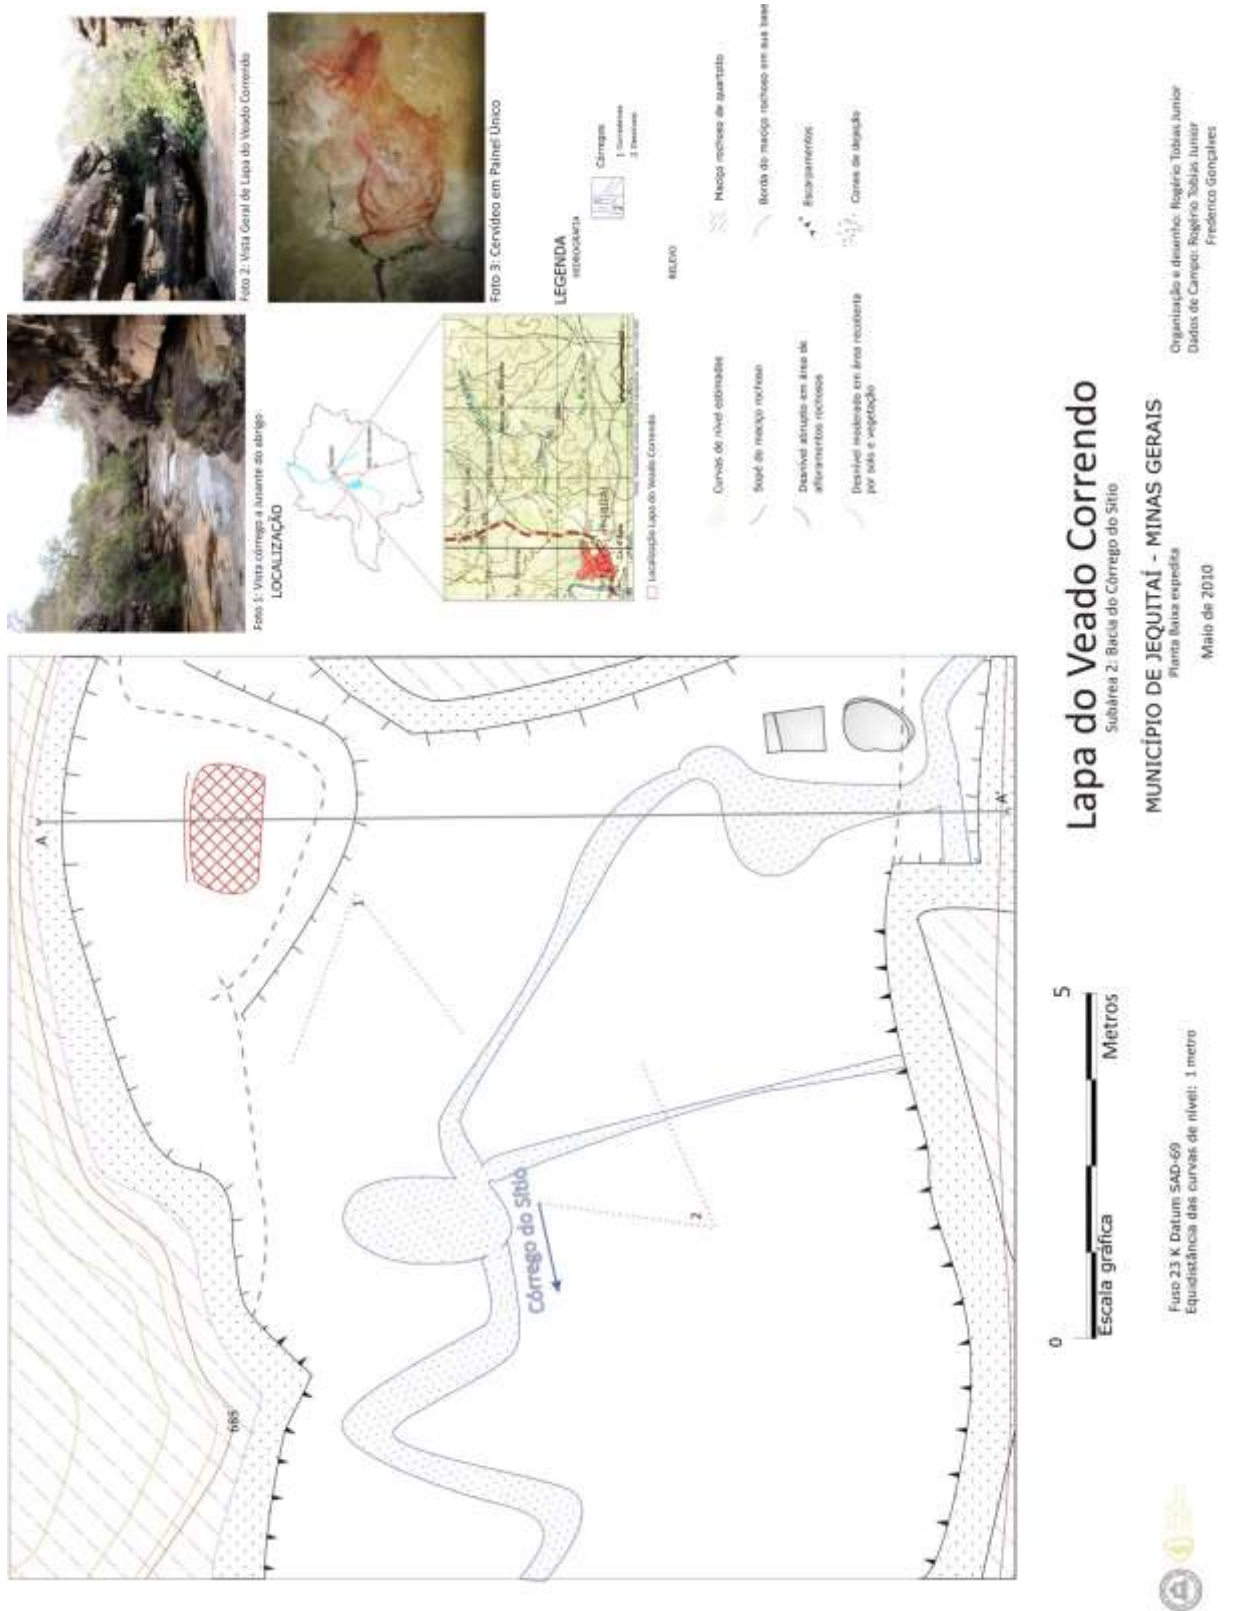 Foto 1: Vista córrego a jusante do abrigo
Foto 2: Vista Geral de Lapa do Veado Correndo
Foto 3: Cervídeo em Painel Único
LOCALIZAÇÃO
Localização Lapa do Veado Correndo
LEGENDA
HIDROGRAFIA
Córregos
1 Corredeiras
RELEVO
Curvas de nível estimadas
Sopé do maciço rochoso
Desnível abrupto em área de
afloramentos rochosos
Desnível moderado em área recoberta
por solo e vegetação
Maciço rochoso de quartzito
Borda do maciço rochoso em sua base
Escarpamentos
Cones de dejeção
A
A'
1
2
685
Córrego do Sítio
0
5
Escala gráfica
Metros
Fuso 23 K Datum SAD-69
Equidistância das curvas de nível: 1 metro
Lapa do Veado Correndo
Subárea 2: Bacia do Córrego do Sítio
MUNICÍPIO DE JEQUITAÍ - MINAS GERAIS
Planta Baixa expedita
Maio de 2010
Organização e desenho: Rogério Tobias Junior
Dados de Campo: Rogério Tobias Junior
Frederico Gonçalves